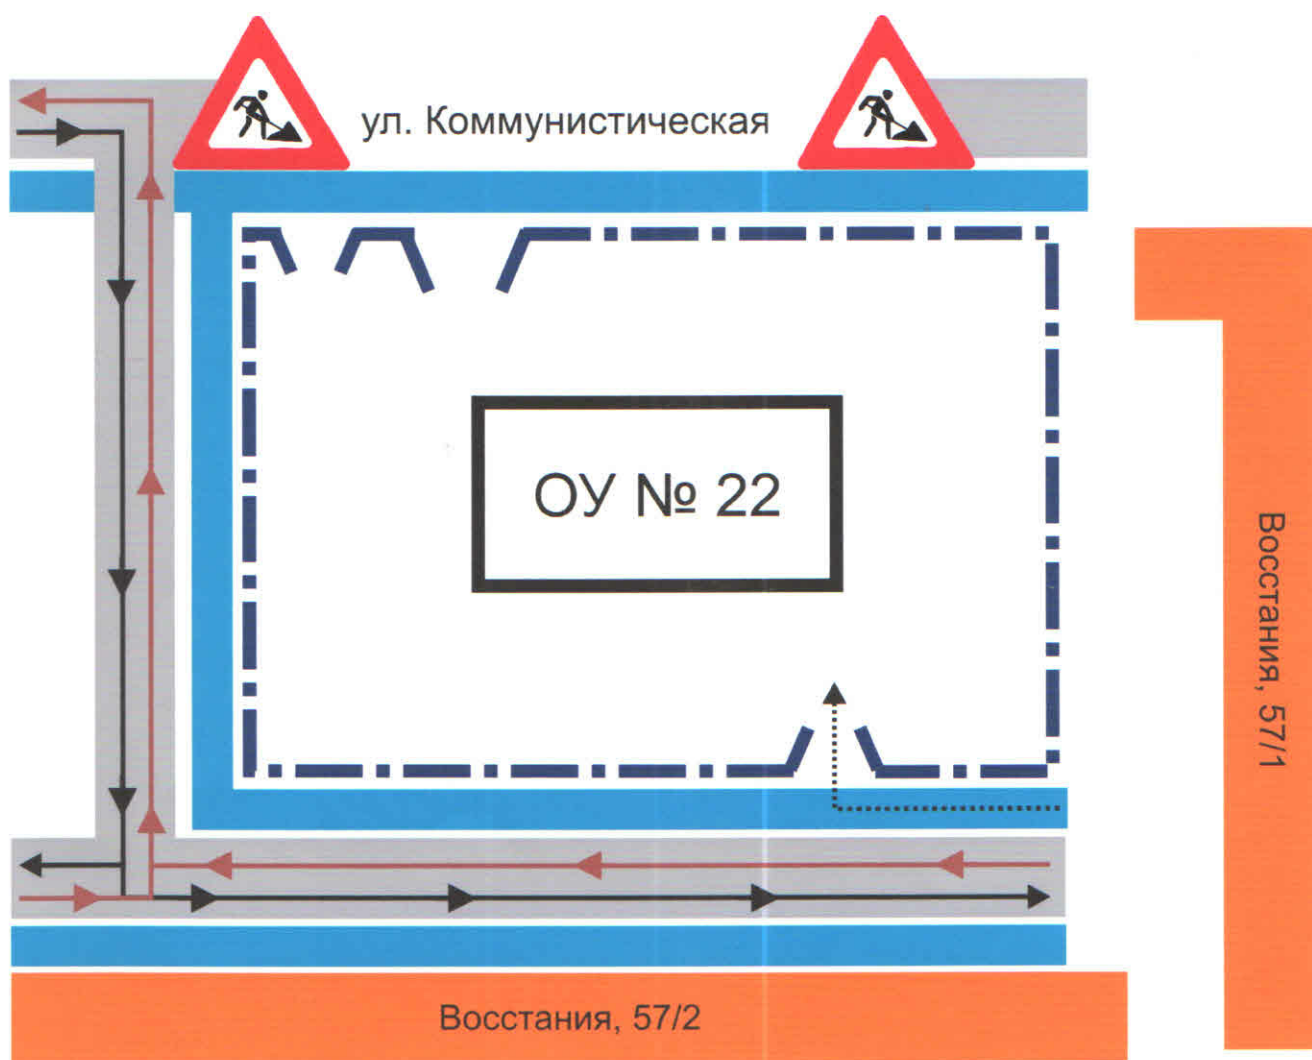 ул. Коммунистическая
ОУ № 22
Восстания, 57/1
Восстания, 57/2